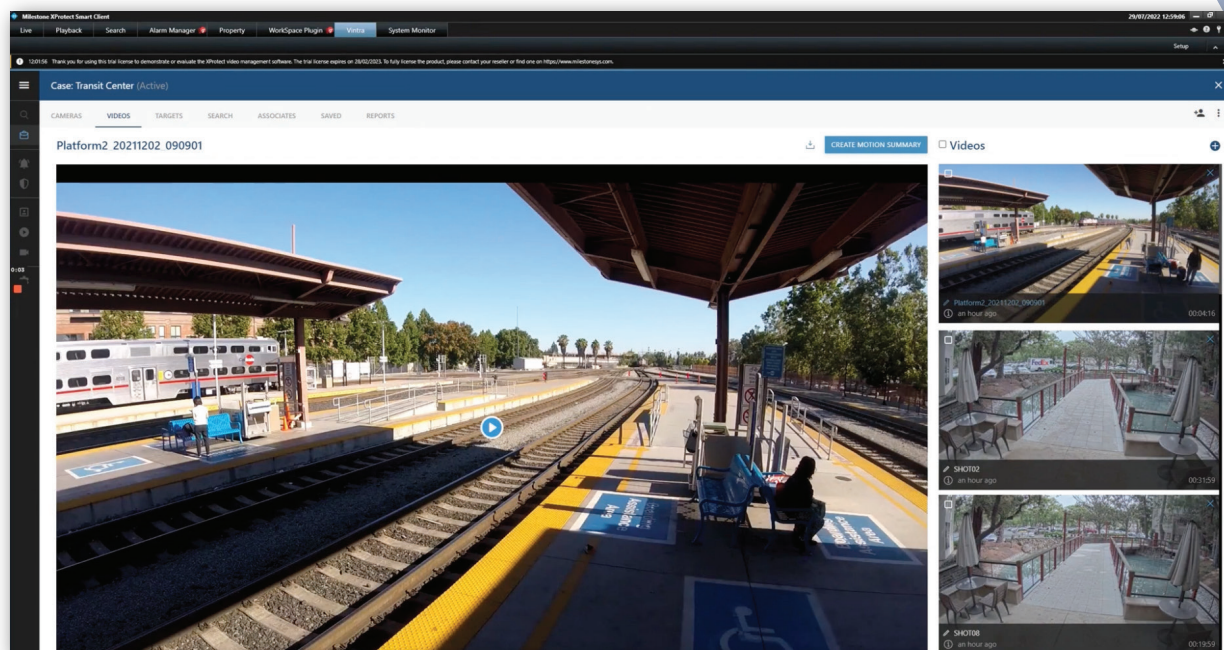 Milestone XProtect Smart Client
29/07/2022 12:59:06
Live Playback Search Alarm Manager Property WorkSpace Plugin Vintra System Monitor
Setup
12:01:56 Thank you for using this trial license to demonstrate or evaluate the XProtect video management software. The trial license expires on 28/02/2023. To fully license the product, please contact your reseller or find one on https://www.milestonesys.com.
Case: Transit Center (Active)
CAMERAS VIDEOS TARGETS SEARCH ASSOCIATES SAVED REPORTS
Platform2_20211202_090901
CREATE MOTION SUMMARY
Videos
0:03
Platform2_20211202_090901
an hour ago
00:04:16
SHOT02
an hour ago
00:31:59
SHOT08
an hour ago
00:19:59